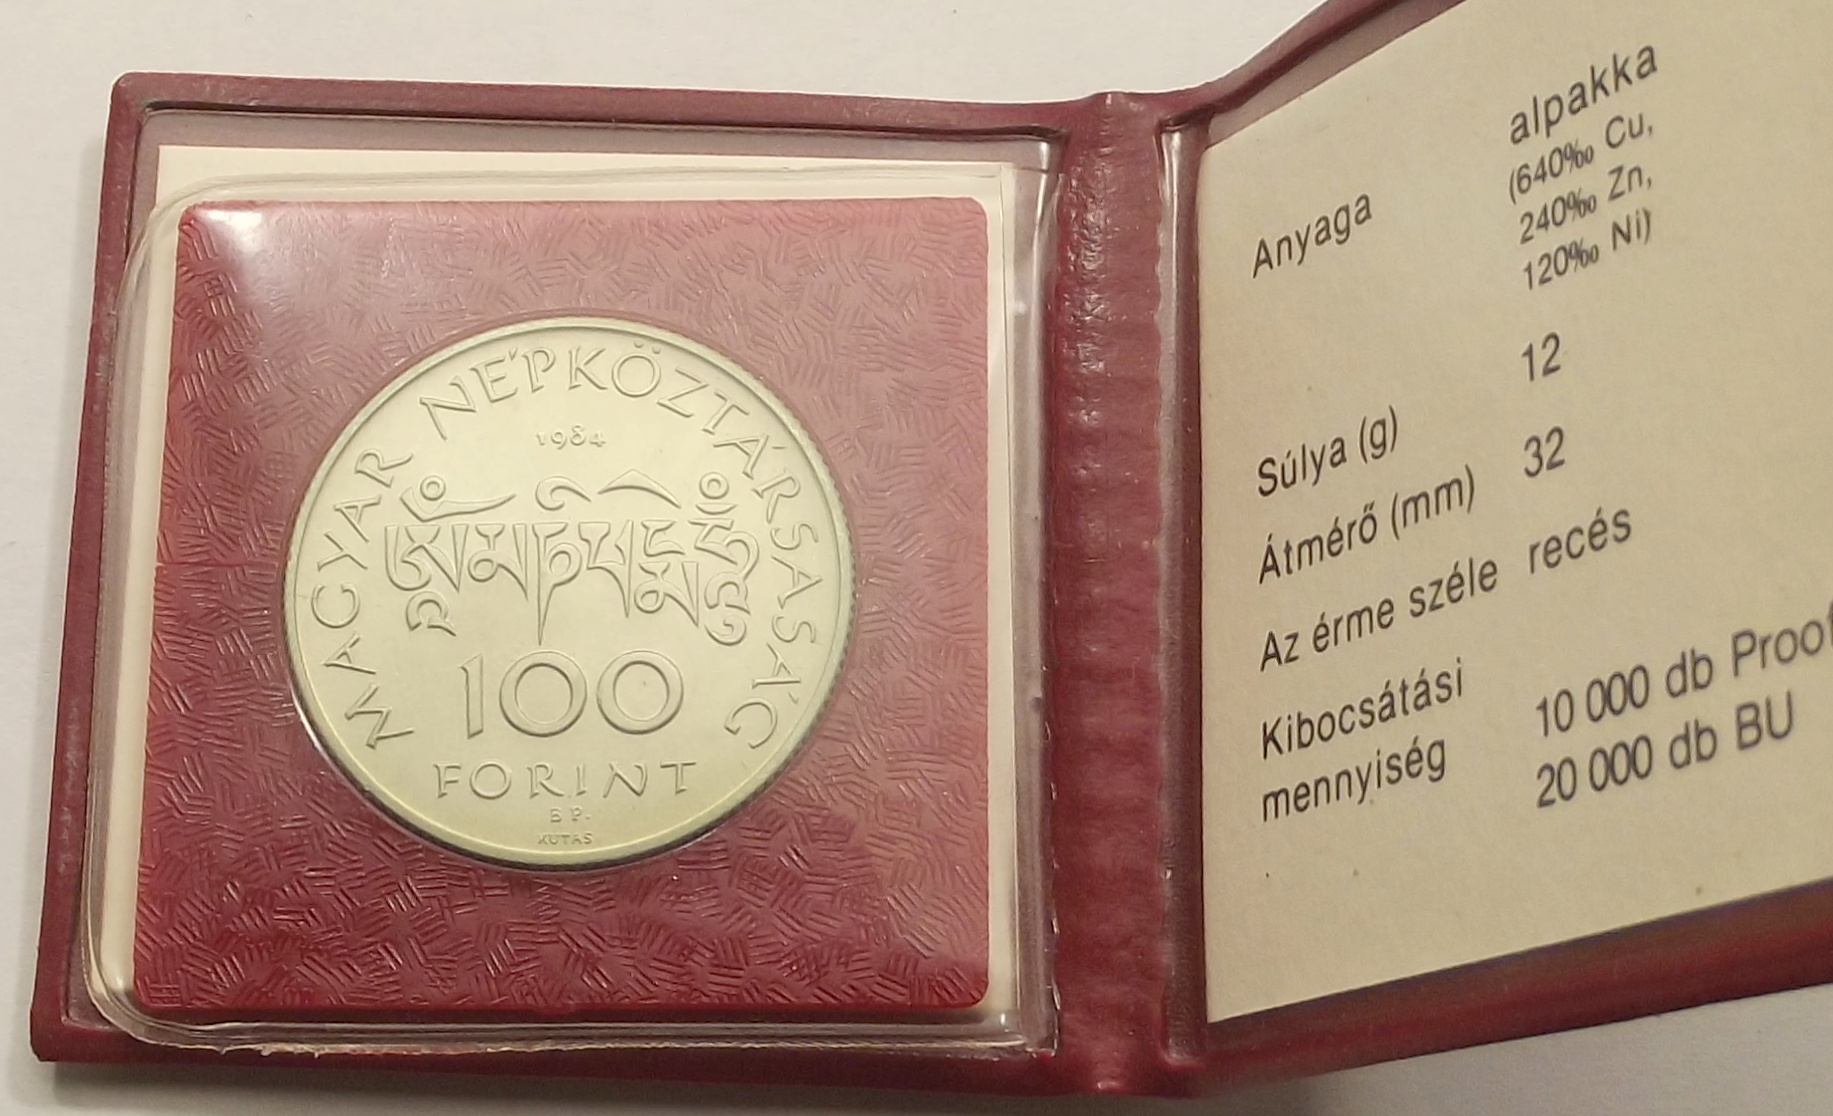 MAGYAR NÉPKÖZTÁRSASÁG
1984
ཨོཾམཎིཔདྨེཧཱུྃ
100
FORINT
BP.
KUTAS
Anyaga alpakka
(640‰ Cu,
240‰ Zn,
120‰ Ni)
Súlya (g) 12
Átmérő (mm) 32
Az érme széle recés
Kibocsátási 10 000 db Proof
mennyiség 20 000 db BU